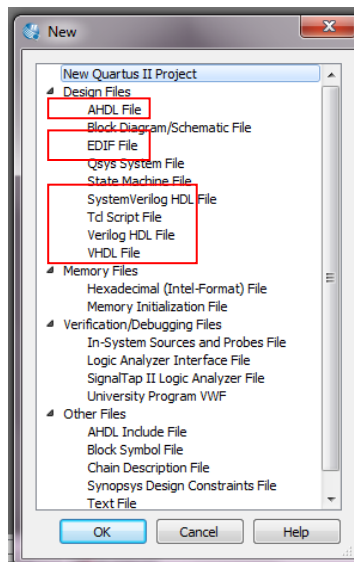 New
New Quartus II Project
Design Files
AHDL File
Block Diagram/Schematic File
EDIF File
Qsys System File
State Machine File
SystemVerilog HDL File
Tcl Script File
Verilog HDL File
VHDL File
Memory Files
Hexadecimal (Intel-Format) File
Memory Initialization File
Verification/Debugging Files
In-System Sources and Probes File
Logic Analyzer Interface File
SignalTap II Logic Analyzer File
University Program VWF
Other Files
AHDL Include File
Block Symbol File
Chain Description File
Synopsys Design Constraints File
Text File
OK Cancel Help